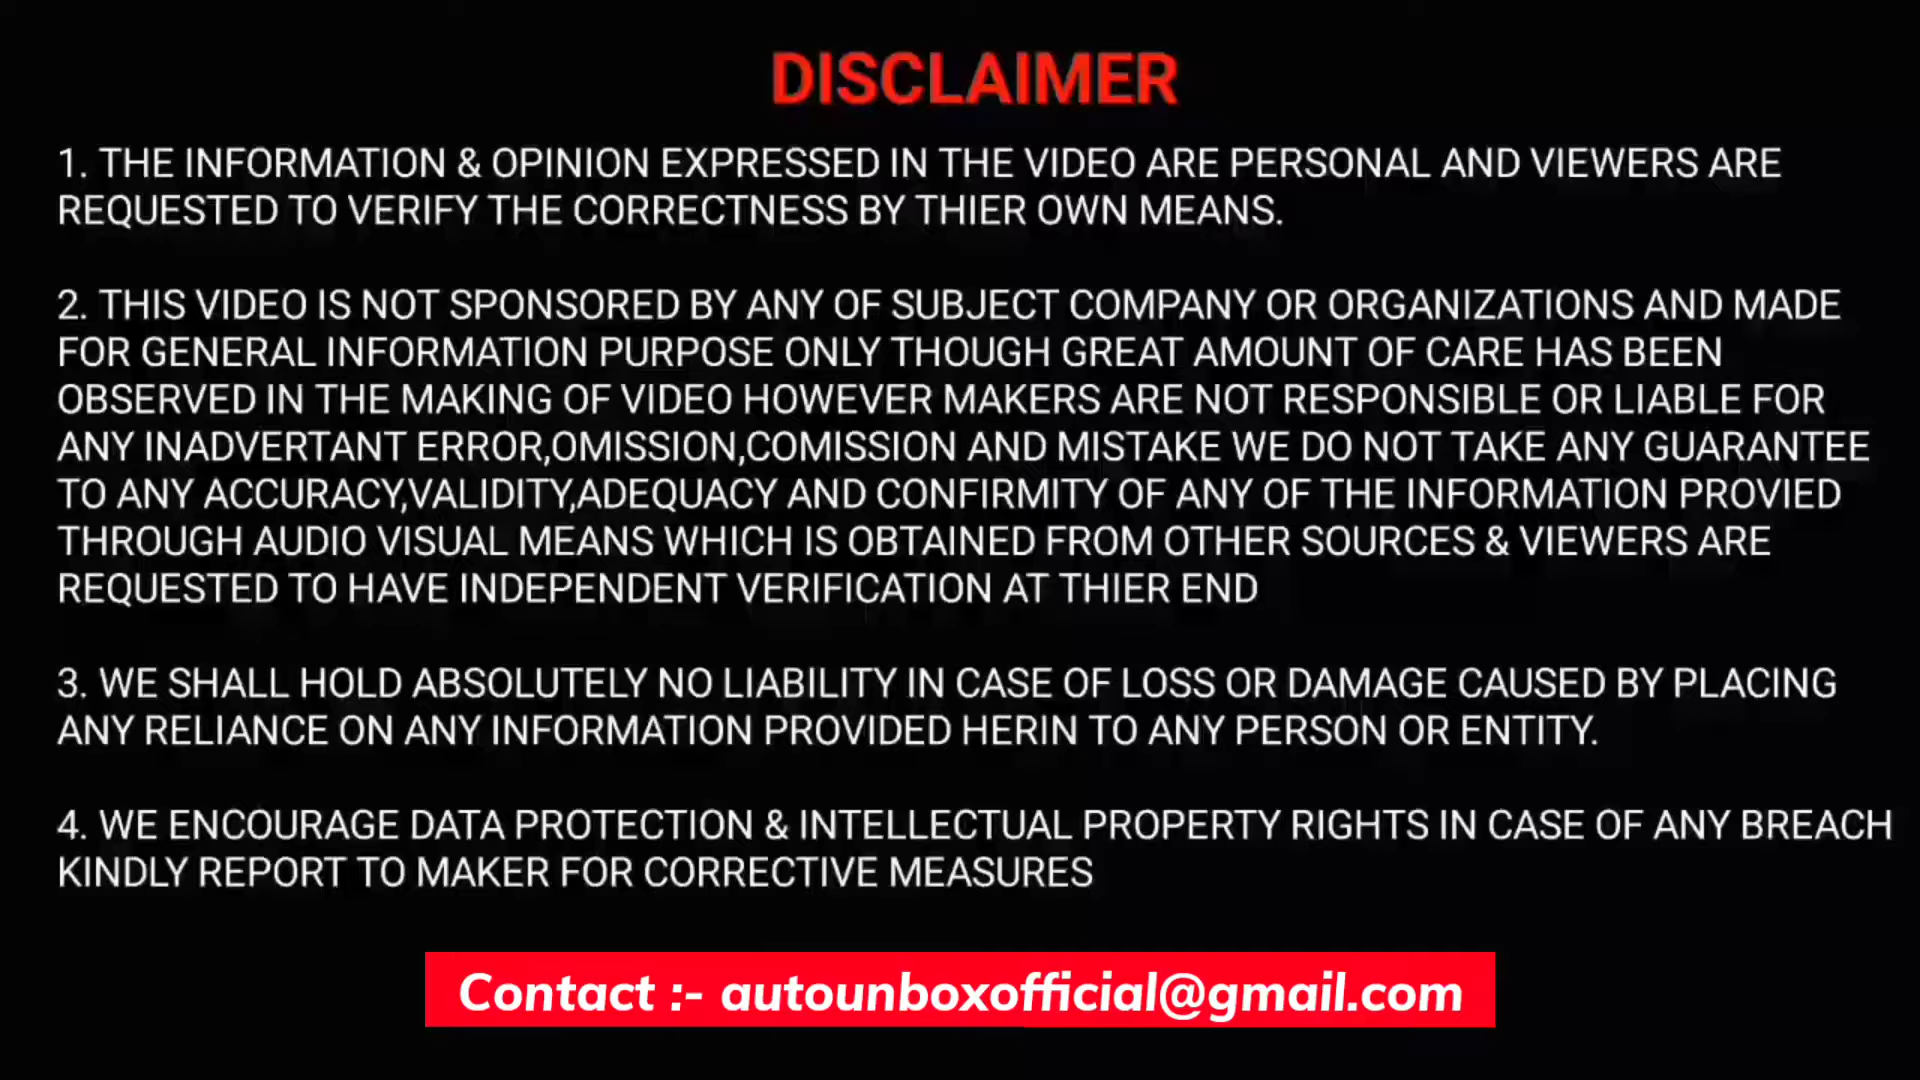 DISCLAIMER
1. THE INFORMATION & OPINION EXPRESSED IN THE VIDEO ARE PERSONAL AND VIEWERS ARE
REQUESTED TO VERIFY THE CORRECTNESS BY THIER OWN MEANS.
2. THIS VIDEO IS NOT SPONSORED BY ANY OF SUBJECT COMPANY OR ORGANIZATIONS AND MADE
FOR GENERAL INFORMATION PURPOSE ONLY THOUGH GREAT AMOUNT OF CARE HAS BEEN
OBSERVED IN THE MAKING OF VIDEO HOWEVER MAKERS ARE NOT RESPONSIBLE OR LIABLE FOR
ANY INADVERTANT ERROR,OMISSION,COMISSION AND MISTAKE WE DO NOT TAKE ANY GUARANTEE
TO ANY ACCURACY,VALIDITY,ADEQUACY AND CONFIRMITY OF ANY OF THE INFORMATION PROVIED
THROUGH AUDIO VISUAL MEANS WHICH IS OBTAINED FROM OTHER SOURCES & VIEWERS ARE
REQUESTED TO HAVE INDEPENDENT VERIFICATION AT THIER END
3. WE SHALL HOLD ABSOLUTELY NO LIABILITY IN CASE OF LOSS OR DAMAGE CAUSED BY PLACING
ANY RELIANCE ON ANY INFORMATION PROVIDED HERIN TO ANY PERSON OR ENTITY.
4. WE ENCOURAGE DATA PROTECTION & INTELLECTUAL PROPERTY RIGHTS IN CASE OF ANY BREACH
KINDLY REPORT TO MAKER FOR CORRECTIVE MEASURES
Contact :- autounboxofficial@gmail.com